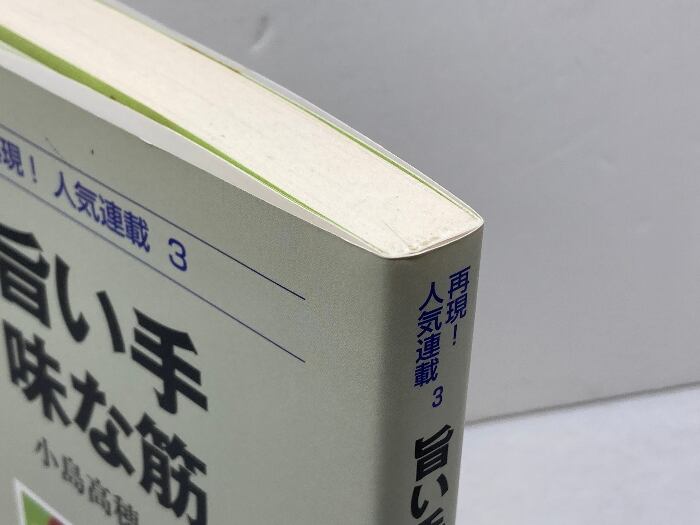 現！人気連載 3
旨い手
味な筋
小島高穂
再現！
人気連載 3
旨い手